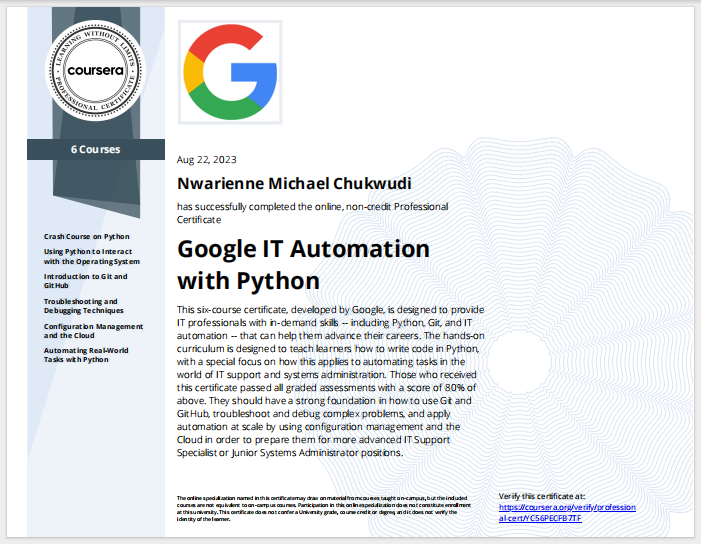 LEARNING WITHOUT LIMITS
coursera
PROFESSIONAL CERTIFICATE
6 Courses
Crash Course on Python
Using Python to Interact
with the Operating System
Introduction to Git and
GitHub
Troubleshooting and
Debugging Techniques
Configuration Management
and the Cloud
Automating Real-World
Tasks with Python
Aug 22, 2023
Nwarienne Michael Chukwudi
has successfully completed the online, non-credit Professional
Certificate
Google IT Automation
with Python
This six-course certificate, developed by Google, is designed to provide
IT professionals with in-demand skills -- including Python, Git, and IT
automation -- that can help them advance their careers. The hands-on
curriculum is designed to teach learners how to write code in Python,
with a special focus on how this applies to automating tasks in the
world of IT support and systems administration. Those who received
this certificate passed all graded assessments with a score of 80% of
above. They should have a strong foundation in how to use Git and
GitHub, troubleshoot and debug complex problems, and apply
automation at scale by using configuration management and the
Cloud in order to prepare them for more advanced IT Support
Specialist or Junior Systems Administrator positions.
The online specialization named in this certificate may draw on material from courses taught on-campus, but the included
courses are not equivalent to on-campus courses. Participation in this online specialization does not constitute enrollment
at this university. This certificate does not confer a University grade, course credit or degree, and it does not verify the
identity of the learner.
Verify this certificate at:
https://coursera.org/verify/profession
al-cert/YC56PECFB7TF